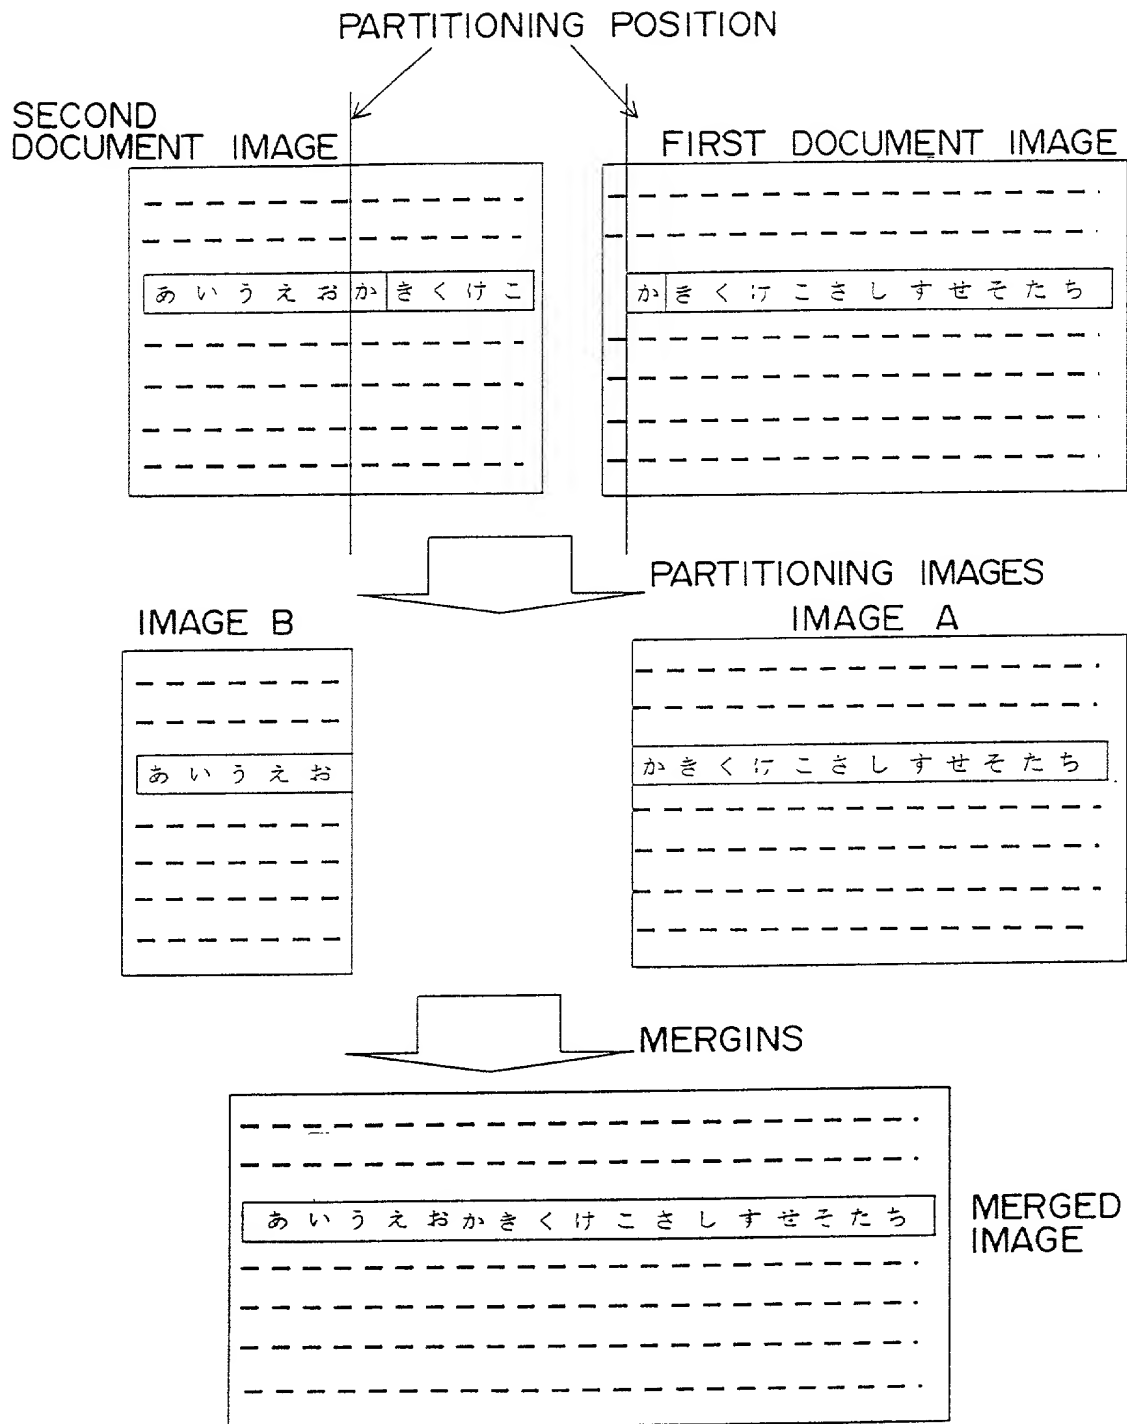 PARTITIONING POSITION
SECOND
DOCUMENT IMAGE
FIRST DOCUMENT IMAGE
あいうえおかきくけこ
かきくけこさしすせそたち
PARTITIONING IMAGES
IMAGE B
IMAGE A
あいうえお
かきくけこさしすせそたち
MERGINS
あいうえおかきくけこさしすせそたち
MERGED
IMAGE